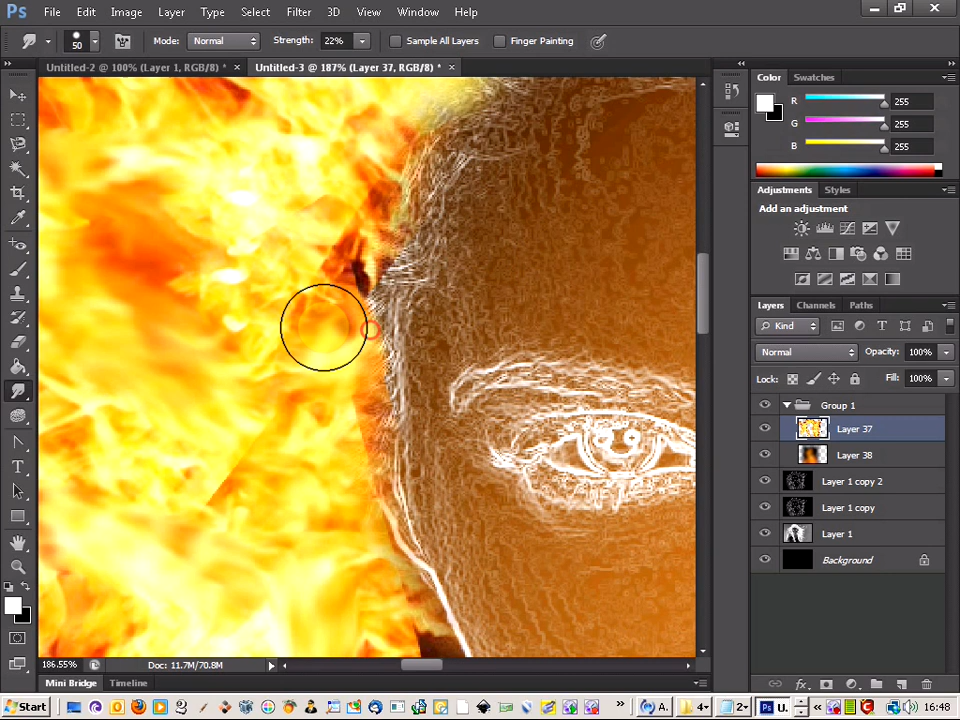 Ps File Edit Image Layer Type Select Filter 3D View Window Help
50 Mode: Normal Strength: 22% Sample All Layers Finger Painting
Untitled-2 @ 100% (Layer 1, RGB/8) * × Untitled-3 @ 187% (Layer 37, RGB/8) * ×
Color Swatches
R 255
G 255
B 255
Adjustments Styles
Add an adjustment
Layers Channels Paths
Kind
Normal Opacity: 100%
Lock: Fill: 100%
Group 1
Layer 37
Layer 38
Layer 1 copy 2
Layer 1 copy
Layer 1
Background
186.55% Doc: 11.7M/70.8M
Mini Bridge Timeline
Start A. 4 2 Ps U. 16:48